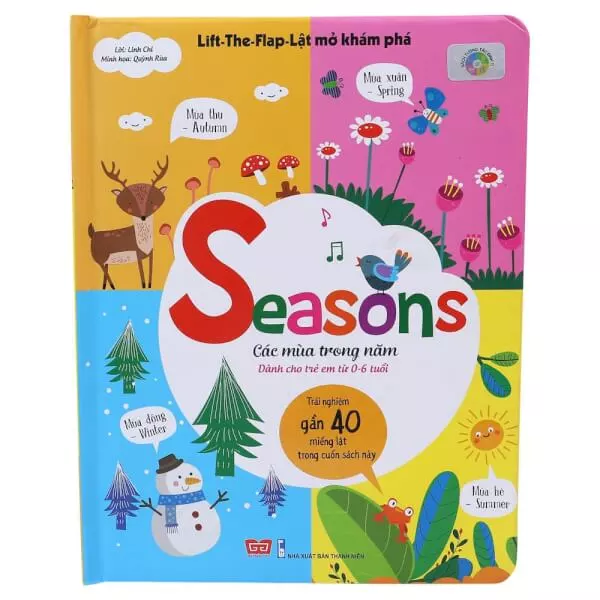 Lift-The-Flap-Lật mở khám phá
Lời: Linh Chi
Minh họa: Quỳnh Rùa
Mùa thu
– Autumn
Mùa xuân
– Spring
Seasons
Các mùa trong năm
Dành cho trẻ em từ 0-6 tuổi
Trải nghiệm
gần 40
miếng lật
trong cuốn sách này
Mùa đông
– Winter
Mùa hè
– Summer
NHÀ XUẤT BẢN THANH NIÊN